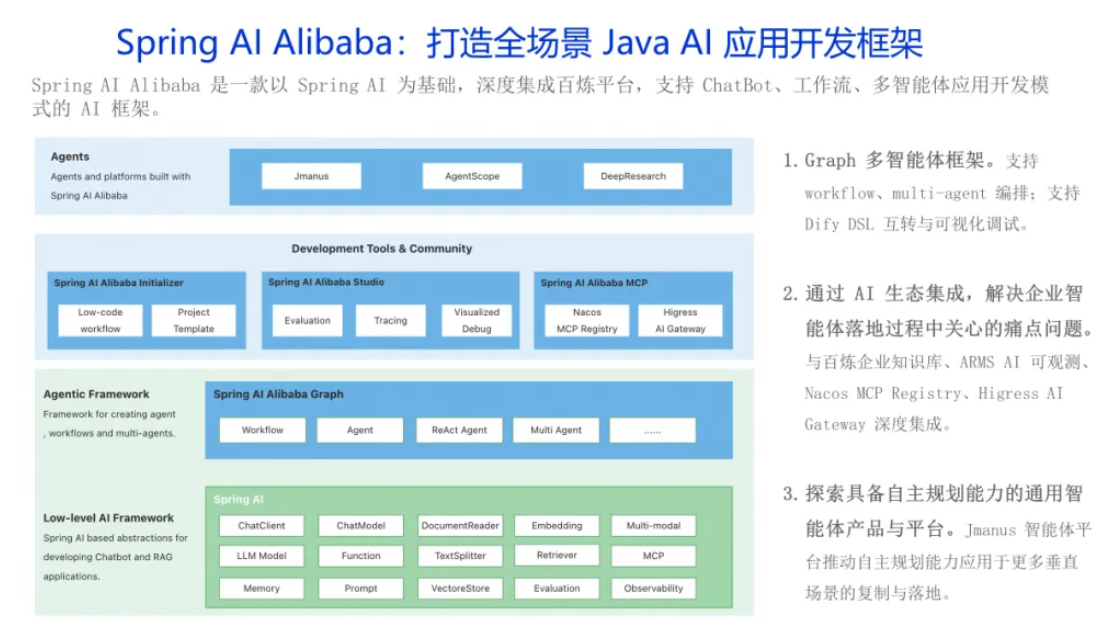 Spring AI Alibaba：打造全场景 Java AI 应用开发框架
Spring AI Alibaba 是一款以 Spring AI 为基础，深度集成百炼平台，支持 ChatBot、工作流、多智能体应用开发模
式的 AI 框架。
Agents
Agents and platforms built with
Spring AI Alibaba
Jmanus
AgentScope
DeepResearch
Development Tools & Community
Spring AI Alibaba Initializer
Low-code
workflow
Project
Template
Spring AI Alibaba Studio
Evaluation
Tracing
Visualized
Debug
Spring AI Alibaba MCP
Nacos
MCP Registry
Higress
AI Gateway
Agentic Framework
Framework for creating agent
, workflows and multi-agents.
Spring AI Alibaba Graph
Workflow
Agent
ReAct Agent
Multi Agent
......
Low-level AI Framework
Spring AI based abstractions for
developing Chatbot and RAG
applications.
Spring AI
ChatClient
ChatModel
DocumentReader
Embedding
Multi-modal
LLM Model
Function
TextSplitter
Retriever
MCP
Memory
Prompt
VectoreStore
Evaluation
Observability
1. Graph 多智能体框架。支持
workflow、multi-agent 编排；支持
Dify DSL 互转与可视化调试。
2. 通过 AI 生态集成，解决企业智
能体落地过程中关心的痛点问题。
与百炼企业知识库、ARMS AI 可观测、
Nacos MCP Registry、Higress AI
Gateway 深度集成。
3. 探索具备自主规划能力的通用智
能体产品与平台。Jmanus 智能体平
台推动自主规划能力应用于更多垂直
场景的复制与落地。